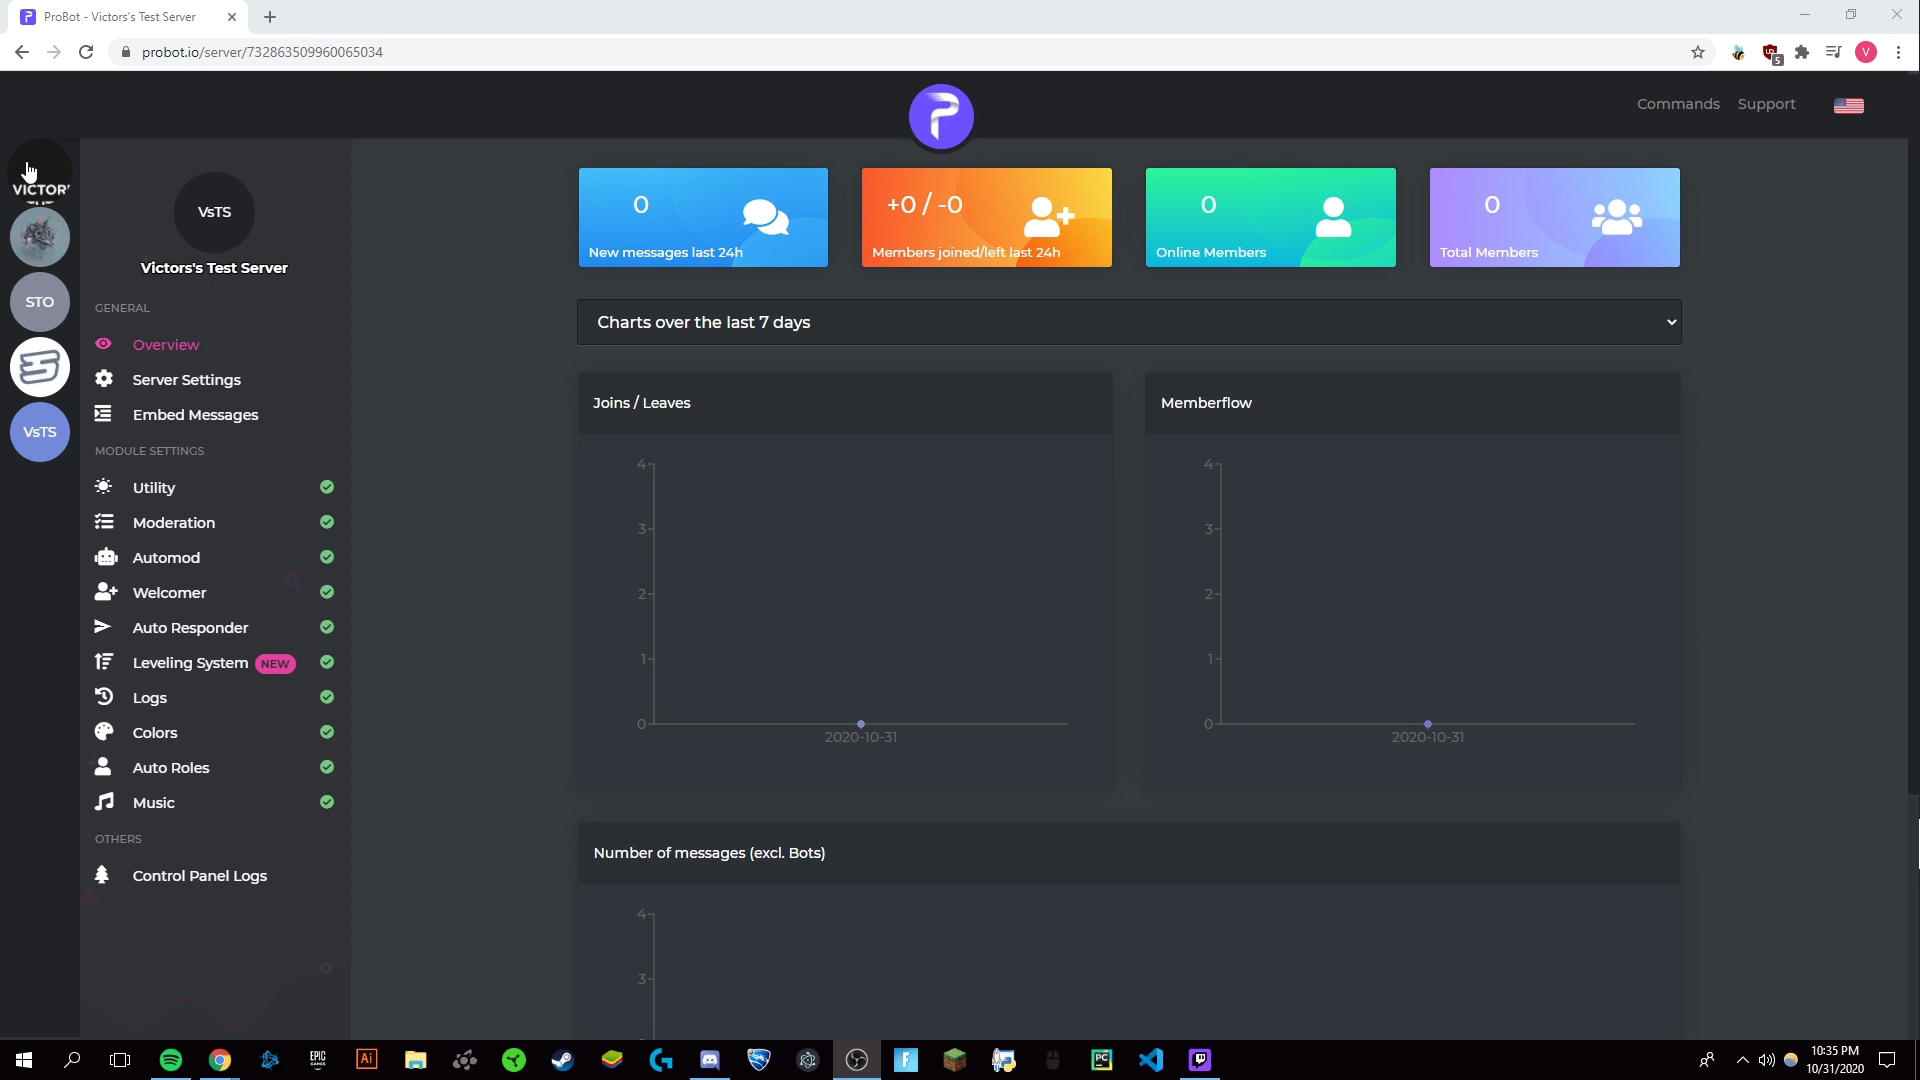 ProBot - Victors's Test Server
probot.io/server/732863509960065034
5
V
Commands
Support
VICTOR'
STO
VsTS
VsTS
Victors's Test Server
GENERAL
Overview
Server Settings
Embed Messages
MODULE SETTINGS
Utility
Moderation
Automod
Welcomer
Auto Responder
Leveling System NEW
Logs
Colors
Auto Roles
Music
OTHERS
Control Panel Logs
0
New messages last 24h
+0 / -0
Members joined/left last 24h
0
Online Members
0
Total Members
Charts over the last 7 days
Joins / Leaves
4
3
2
1
0
2020-10-31
Memberflow
4
3
2
1
0
2020-10-31
Number of messages (excl. Bots)
4
3
EPIC
GAMES
Ai
PC
10:35 PM
10/31/2020